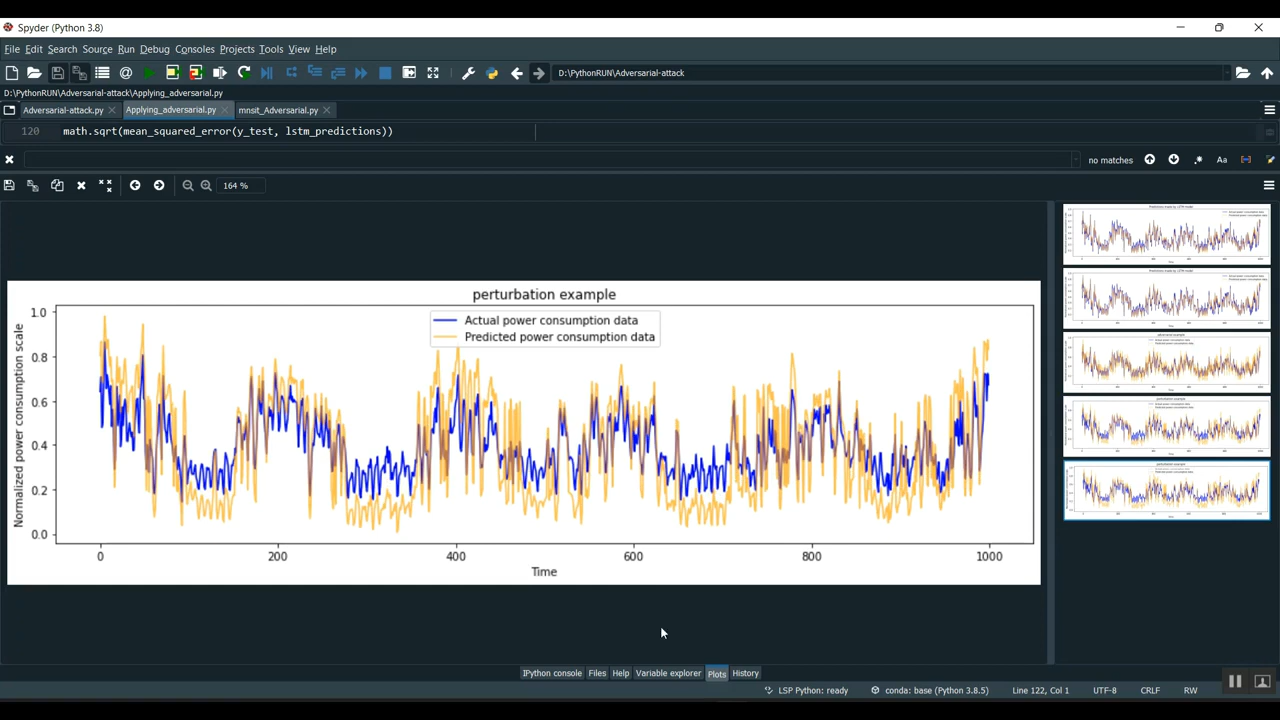 Spyder (Python 3.8)
File Edit Search Source Run Debug Consoles Projects Tools View Help
D:\PythonRUN\Adversarial-attack
D:\PythonRUN\Adversarial-attack\Applying_adversarial.py
Adversarial-attack.py Applying_adversarial.py mnsit_Adversarial.py
120 math.sqrt(mean_squared_error(y_test, lstm_predictions))
no matches Aa
164 %
perturbation example
Actual power consumption data
Predicted power consumption data
Normalized power consumption scale
1.0
0.8
0.6
0.4
0.2
0.0
0 200 400 600 800 1000
Time
IPython console Files Help Variable explorer Plots History
LSP Python: ready conda: base (Python 3.8.5) Line 122, Col 1 UTF-8 CRLF RW